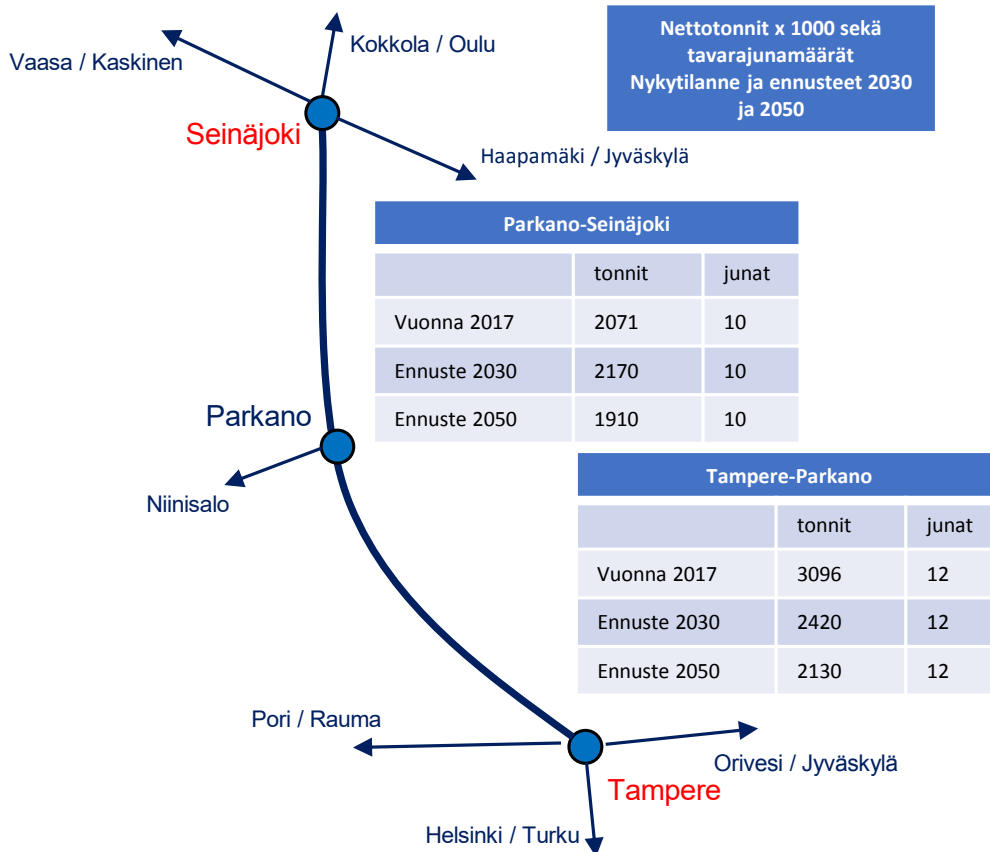 Nettotonnit x 1000 sekä
tavarajunamäärät
Nykytilanne ja ennusteet 2030
ja 2050
Kokkola / Oulu
Vaasa / Kaskinen
Seinäjoki
Haapamäki / Jyväskylä
Parkano-Seinäjoki
tonnit junat
Vuonna 2017 2071 10
Ennuste 2030 2170 10
Ennuste 2050 1910 10
Parkano
Niinisalo
Tampere-Parkano
tonnit junat
Vuonna 2017 3096 12
Ennuste 2030 2420 12
Ennuste 2050 2130 12
Pori / Rauma
Orivesi / Jyväskylä
Tampere
Helsinki / Turku